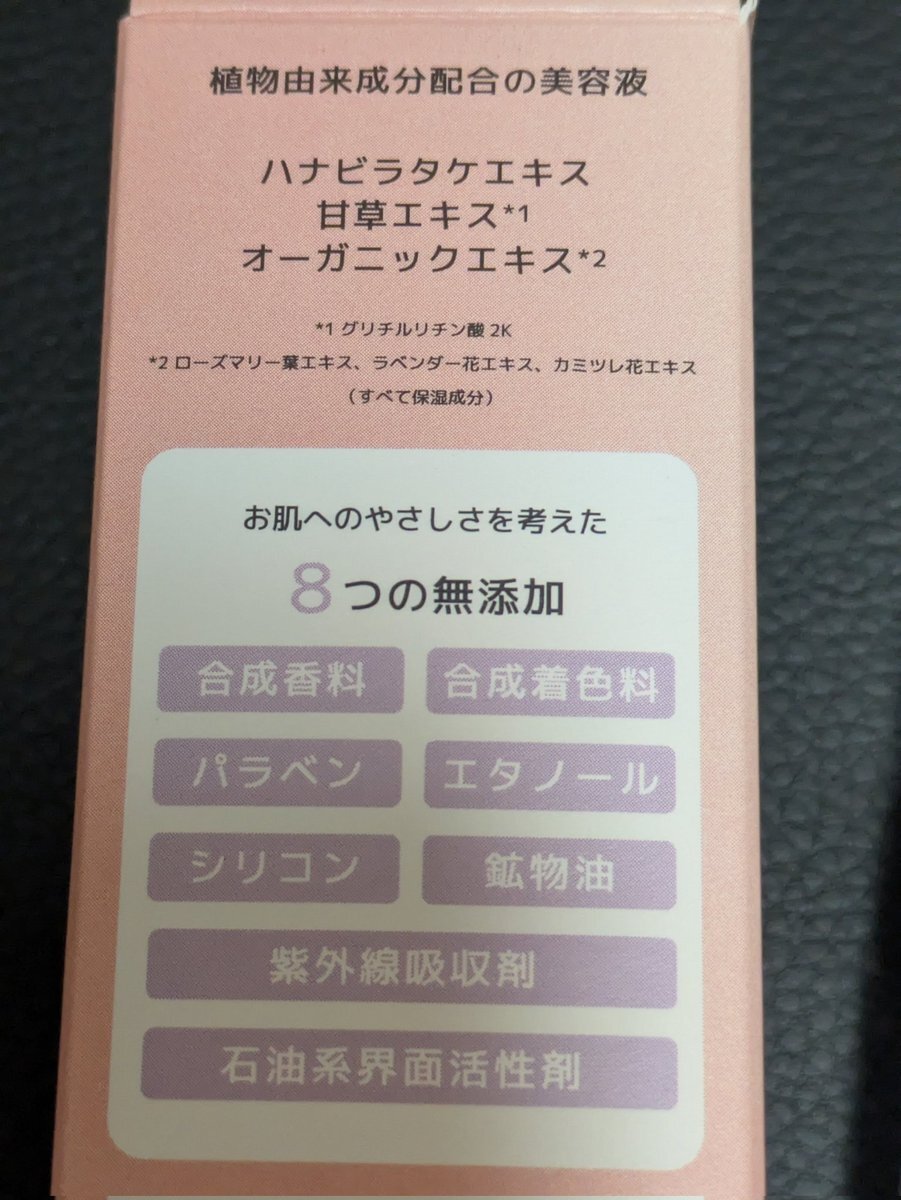 植物由来成分配合の美容液
ハナビラタケエキス
甘草エキス*1
オーガニックエキス*2
*1 グリチルリチン酸 2K
*2 ローズマリー葉エキス、ラベンダー花エキス、カミツレ花エキス
（すべて保湿成分）
お肌へのやさしさを考えた
8つの無添加
合成香料 合成着色料
パラベン エタノール
シリコン 鉱物油
紫外線吸収剤
石油系界面活性剤